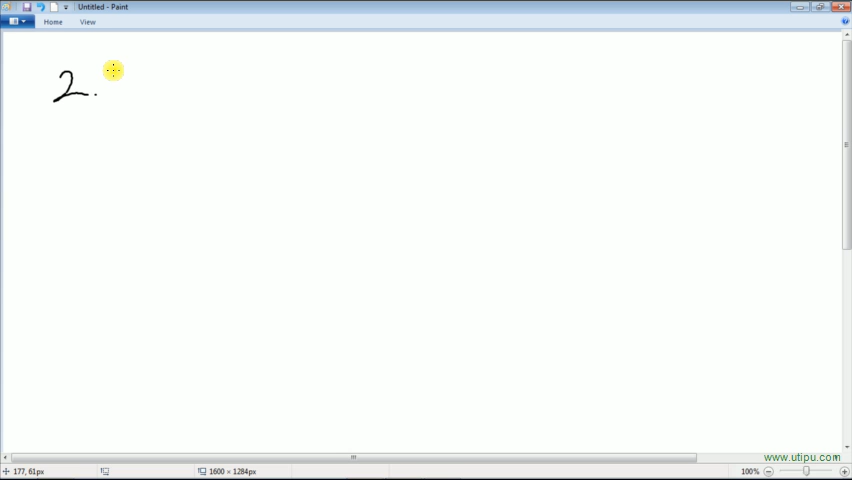 Untitled - Paint
Home View
2.
www.utipu.com
177, 61px 1600 × 1284px 100%